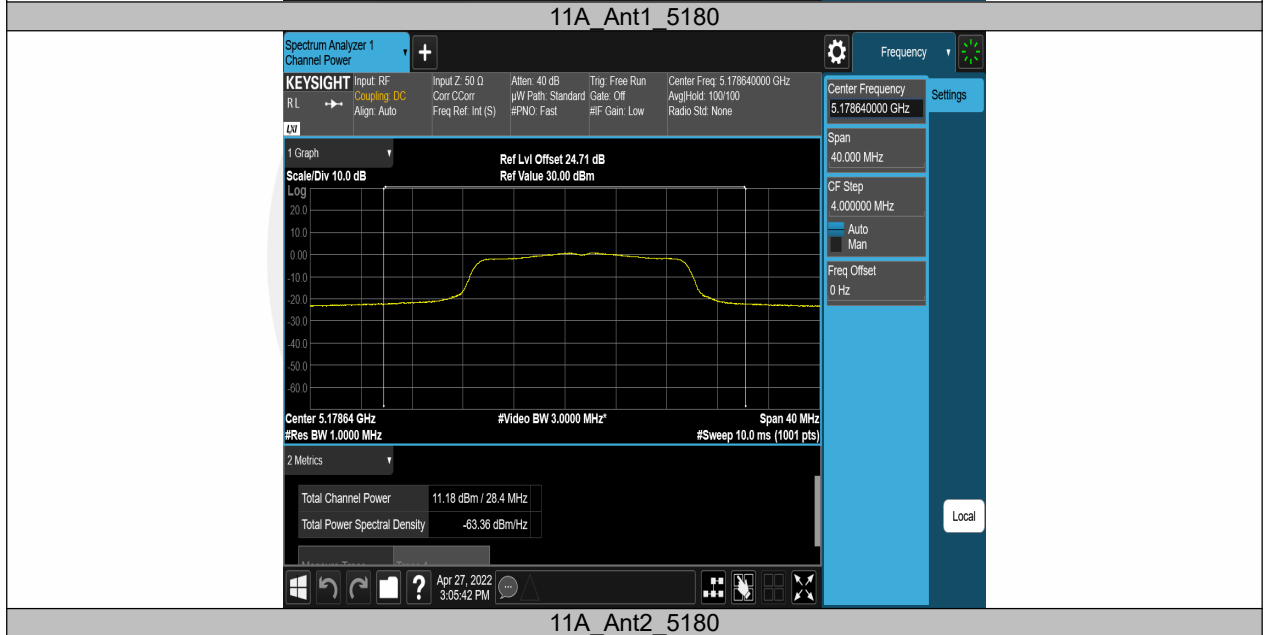 11A_Ant1_5180
Spectrum Analyzer 1
Channel Power
Frequency
KEYSIGHT
RL
LXI
Input: RF
Coupling: DC
Align: Auto
Input Z: 50 Ω
Corr CCorr
Freq Ref: Int (S)
Atten: 40 dB
µW Path: Standard
#PNO: Fast
Trig: Free Run
Gate: Off
#IF Gain: Low
Center Freq: 5.178640000 GHz
Avg|Hold: 100/100
Radio Std: None
Center Frequency
5.178640000 GHz
Settings
Span
40.000 MHz
CF Step
4.000000 MHz
Auto
Man
Freq Offset
0 Hz
1 Graph
Scale/Div 10.0 dB
Ref Lvl Offset 24.71 dB
Ref Value 30.00 dBm
Log
20.0
10.0
0.00
-10.0
-20.0
-30.0
-40.0
-50.0
-60.0
Center 5.17864 GHz
#Video BW 3.0000 MHz*
Span 40 MHz
#Res BW 1.0000 MHz
#Sweep 10.0 ms (1001 pts)
2 Metrics
Total Channel Power 11.18 dBm / 28.4 MHz
Total Power Spectral Density -63.36 dBm/Hz
Local
?
Apr 27, 2022
3:05:42 PM
11A_Ant2_5180